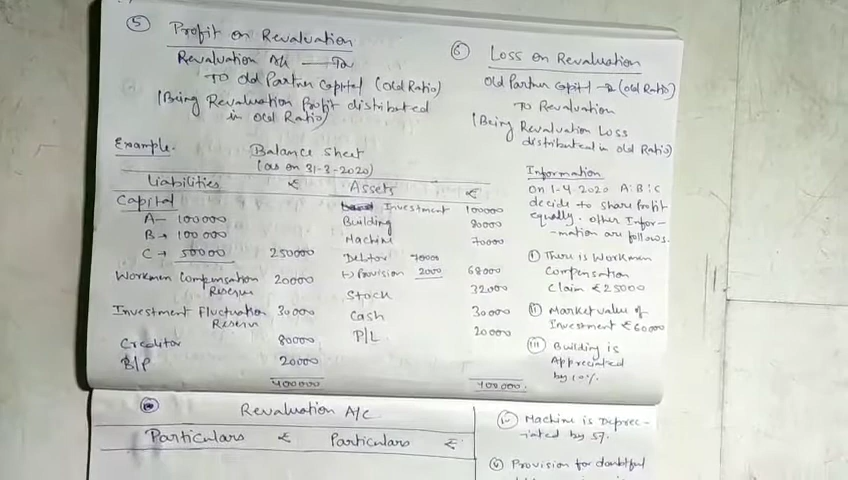 ⑤ Profit on Revaluation
Revaluation A/c — Dr
TO Old Partner Capital (Old Ratio)
(Being Revaluation Profit distributed
in old Ratio)
⑥ Loss on Revaluation
Old Partner Capital → (Old Ratio)
To Revaluation
(Being Revaluation Loss
distributed in old Ratio)
Example.
Balance Sheet
(as on 31-3-2020)
Liabilities ₹ Assets ₹
Capital Investment 100000
A— 100000 Building 80000
B → 100000 Machine 70000
C → 50000 250000 Debtor 70000
Workmen Compensation 20000 (-) Provision 2000 68000
Reserve Stock 32000
Investment Fluctuation 30000 Cash 30000
Reserve P/L 20000
Creditor 80000
B/P 20000
400000 400000
Information
On 1-4-2020 A:B:C
decide to share Profit
equally. Other Infor-
-mation are follows.
(i) There is Workmen
Compensation
Claim ₹25000
(ii) Market value of
Investment ₹60000
(iii) Building is
Appreciated
by 10%.
Revaluation A/C
Particulars ₹ Particulars ₹
Machine is Deprec-
-iated by 5%.
(v) Provision for doubtful